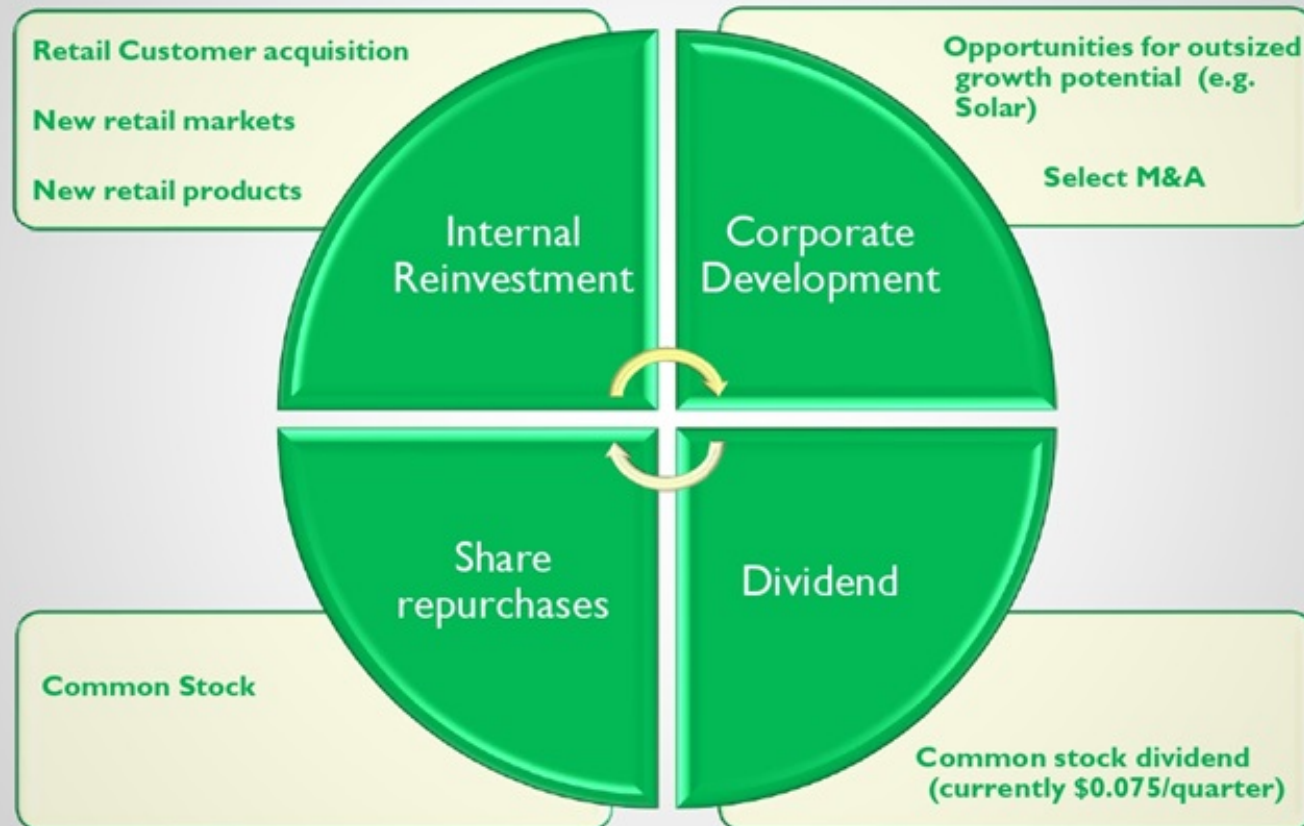 Retail Customer acquisition
New retail markets
New retail products
Opportunities for outsized
growth potential (e.g.
Solar)
Select M&A
Internal
Reinvestment
Corporate
Development
Share
repurchases
Dividend
Common Stock
Common stock dividend
(currently $0.075/quarter)